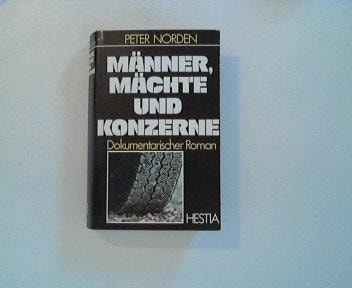 PETER NORDEN
MÄNNER,
MÄCHTE
UND
KONZERNE
Dokumentarischer Roman
HESTIA